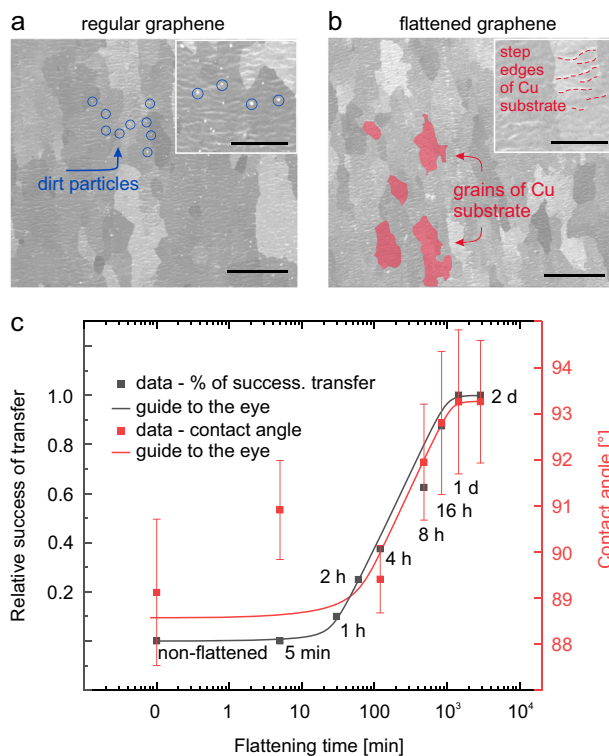 a regular graphene
dirt particles
b flattened graphene
step
edges
of Cu
substrate
grains of Cu
substrate
c
data - % of success. transfer
guide to the eye
data - contact angle
guide to the eye
Relative success of transfer
1.0
0.8
0.6
0.4
0.2
Contact angle [°]
94
93
92
91
90
89
88
2 d
1 d
16 h
8 h
4 h
2 h
1 h
non-flattened 5 min
0 1 10 100 10³ 10⁴
Flattening time [min]